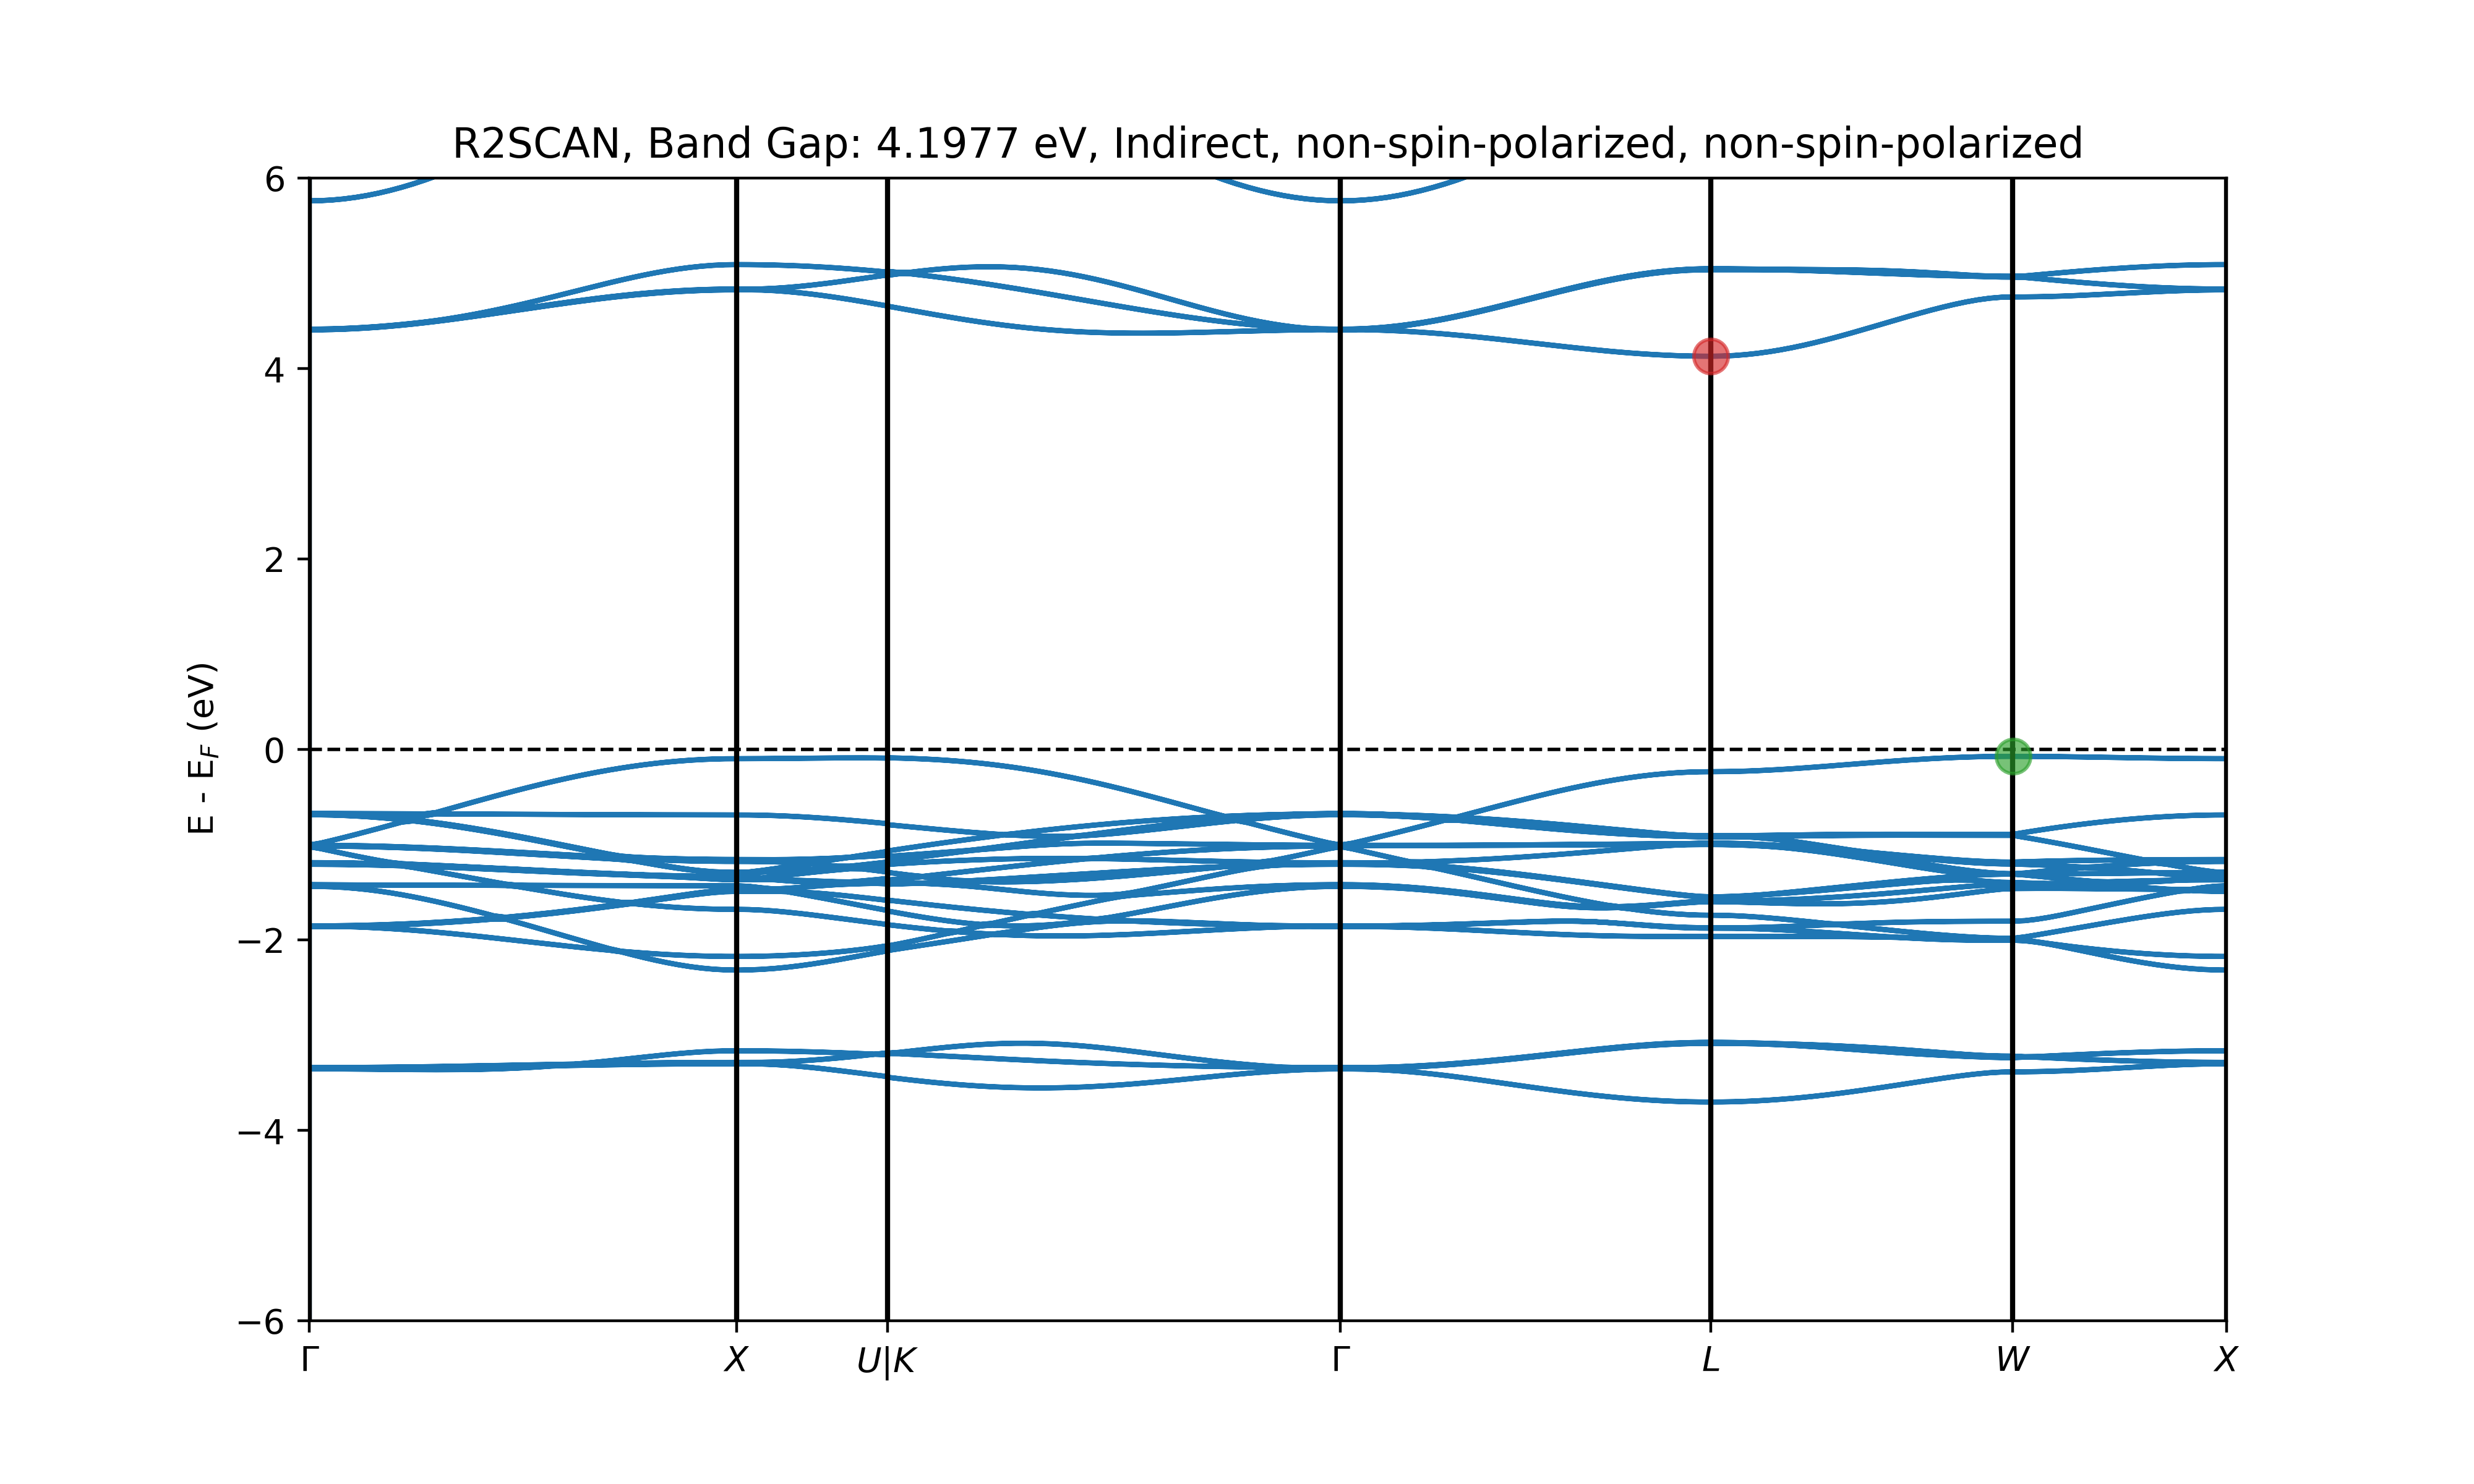 R2SCAN, Band Gap: 4.1977 eV, Indirect, non-spin-polarized, non-spin-polarized
6
4
2
0
−2
−4
−6
E - E_F (eV)
Γ X U|K Γ L W X